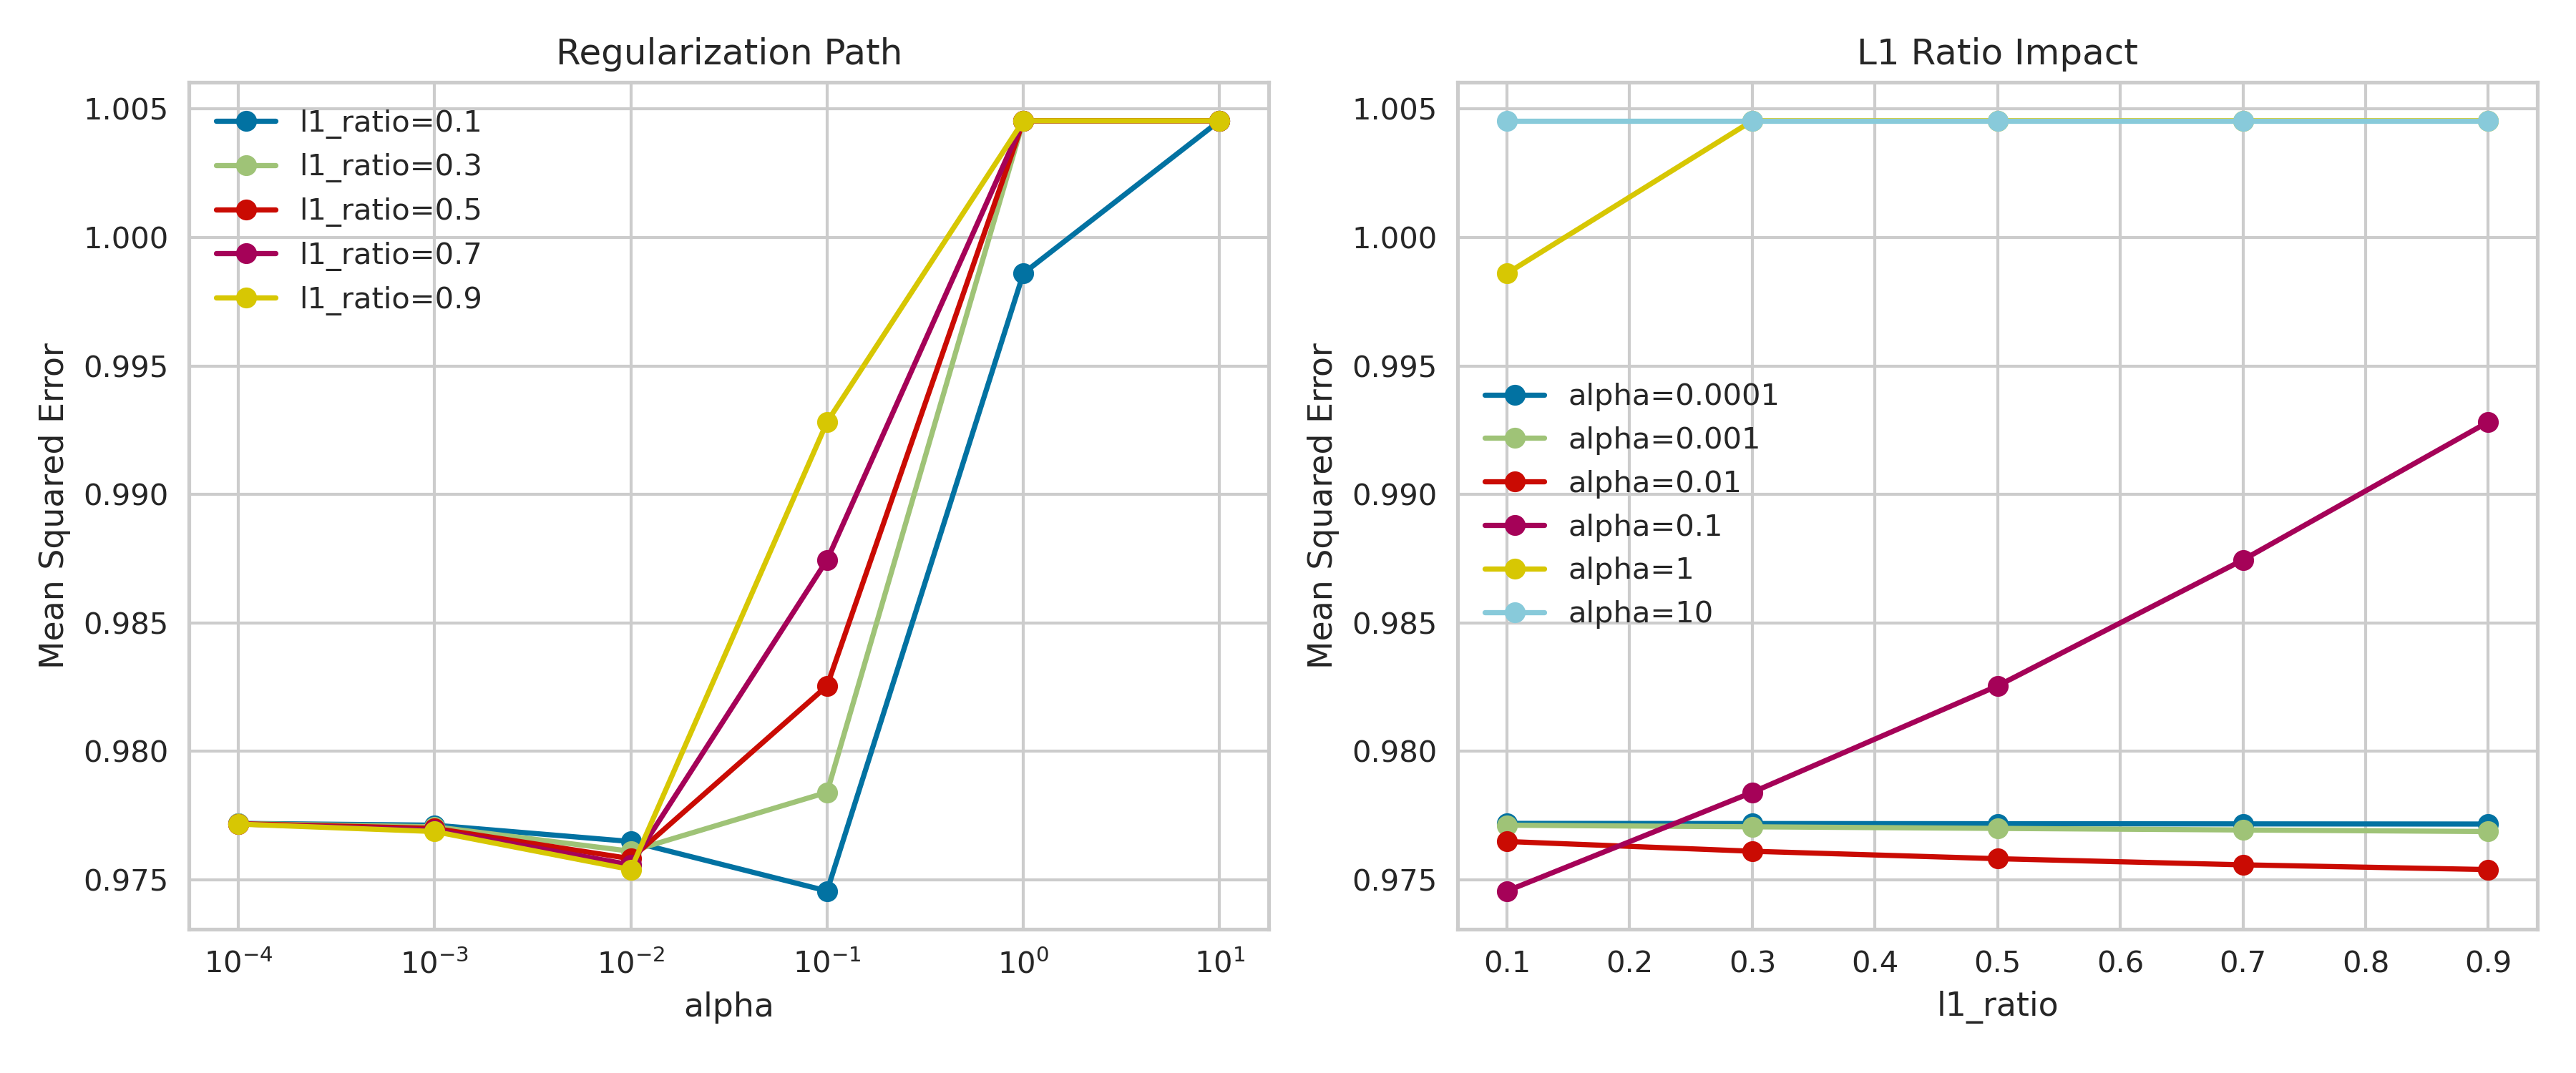 Regularization Path
Mean Squared Error
1.005
1.000
0.995
0.990
0.985
0.980
0.975
l1_ratio=0.1
l1_ratio=0.3
l1_ratio=0.5
l1_ratio=0.7
l1_ratio=0.9
10⁻⁴ 10⁻³ 10⁻² 10⁻¹ 10⁰ 10¹
alpha
L1 Ratio Impact
Mean Squared Error
1.005
1.000
0.995
0.990
0.985
0.980
0.975
alpha=0.0001
alpha=0.001
alpha=0.01
alpha=0.1
alpha=1
alpha=10
0.1 0.2 0.3 0.4 0.5 0.6 0.7 0.8 0.9
l1_ratio